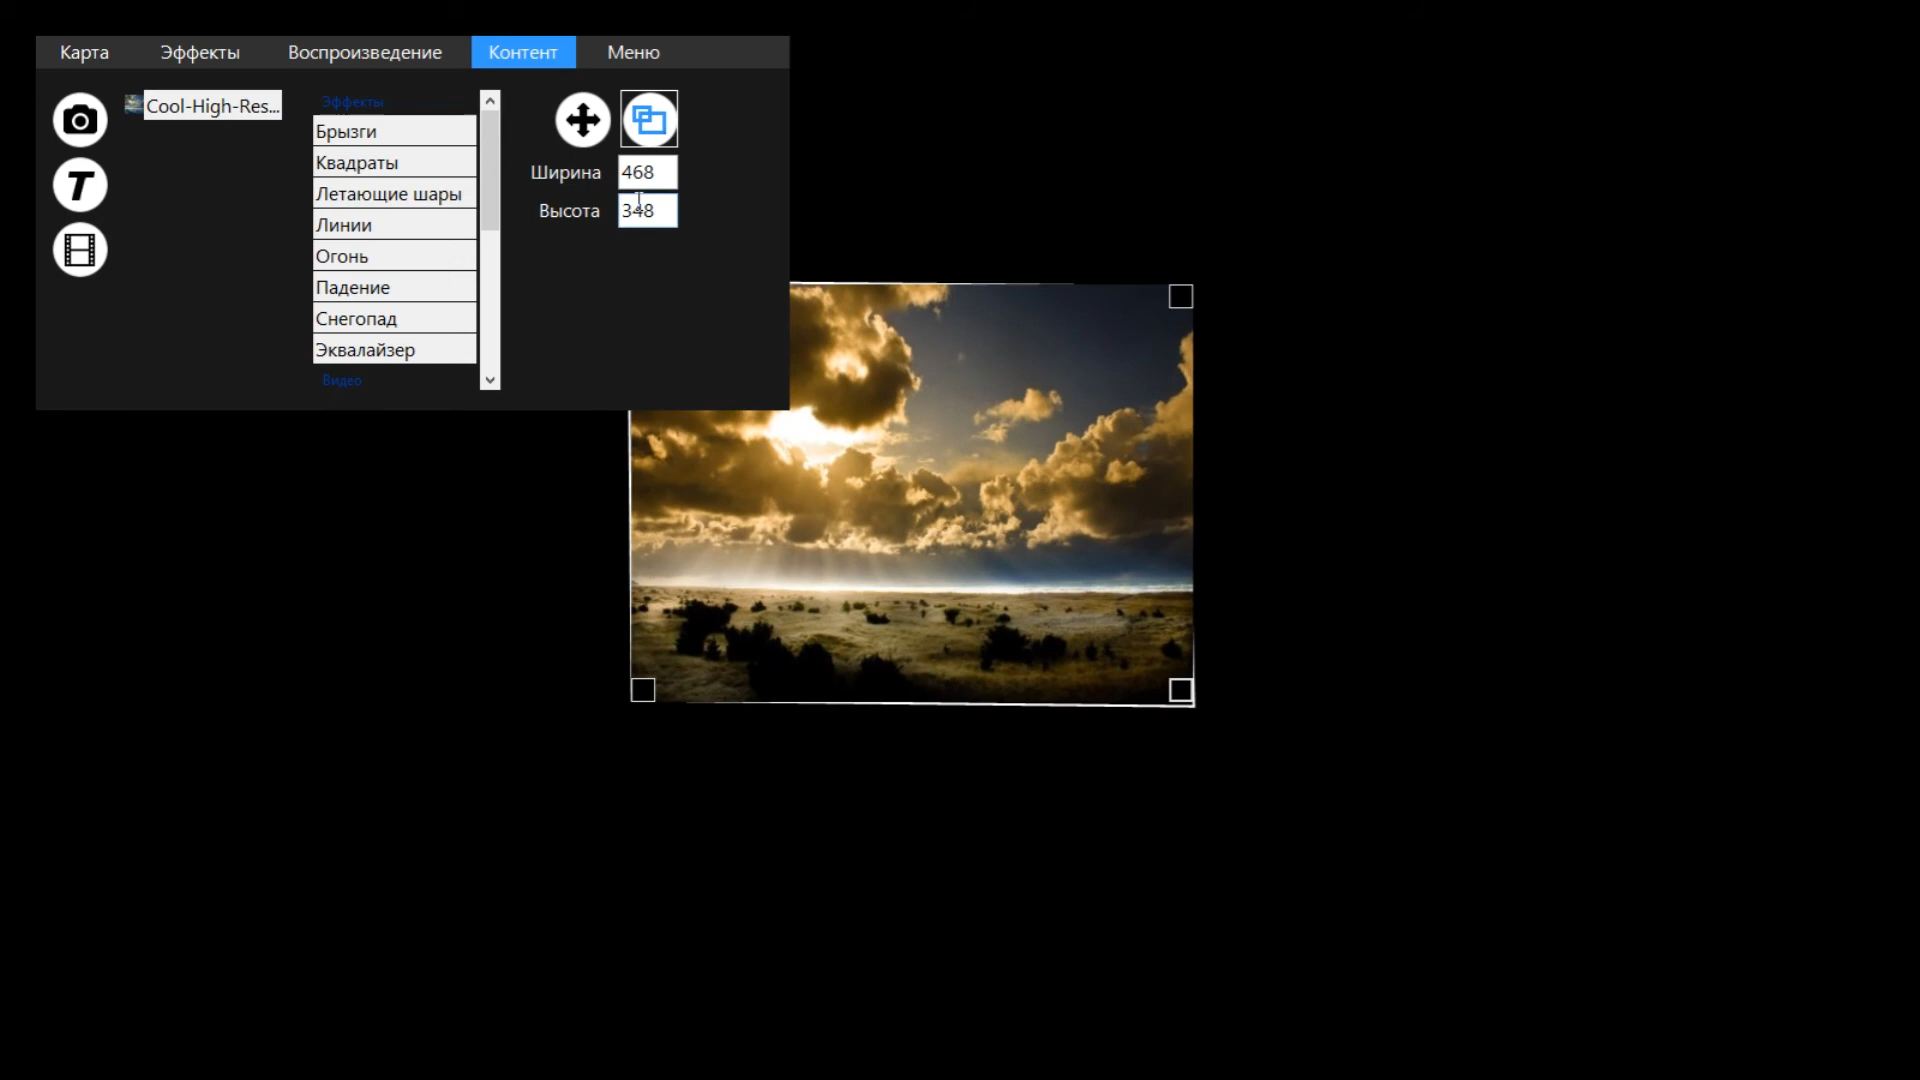 Карта Эффекты Воспроизведение Контент Меню
Cool-High-Res...
Эффекты
Брызги
Квадраты
Летающие шары
Линии
Огонь
Падение
Снегопад
Эквалайзер
Видео
T
Ширина 468
Высота 348